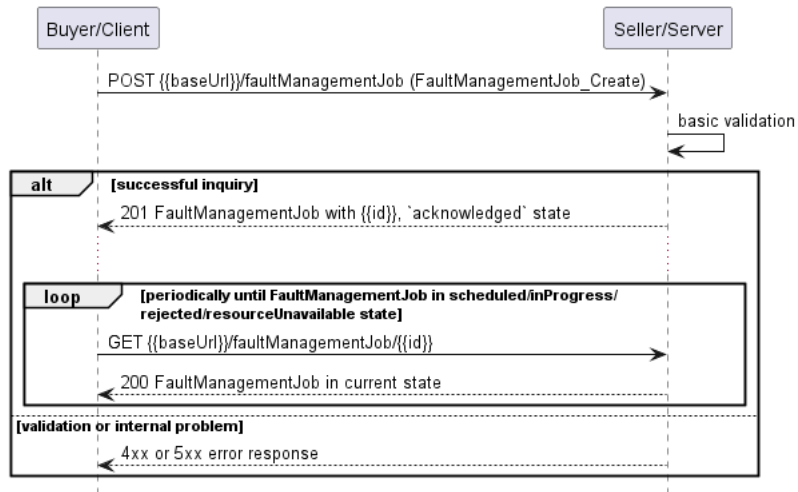 Buyer/Client
Seller/Server
POST {{baseUrl}}/faultManagementJob (FaultManagementJob_Create)
basic validation
alt
[successful inquiry]
201 FaultManagementJob with {{id}}, `acknowledged` state
loop
[periodically until FaultManagementJob in scheduled/inProgress/
rejected/resourceUnavailable state]
GET {{baseUrl}}/faultManagementJob/{{id}}
200 FaultManagementJob in current state
[validation or internal problem]
4xx or 5xx error response